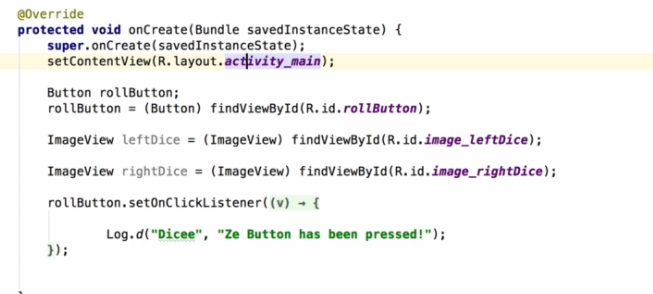 @Override
protected void onCreate(Bundle savedInstanceState) {
super.onCreate(savedInstanceState);
setContentView(R.layout.activity_main);
Button rollButton;
rollButton = (Button) findViewById(R.id.rollButton);
ImageView leftDice = (ImageView) findViewById(R.id.image_leftDice);
ImageView rightDice = (ImageView) findViewById(R.id.image_rightDice);
rollButton.setOnClickListener((v) → {
Log.d("Dicee", "Ze Button has been pressed!");
});